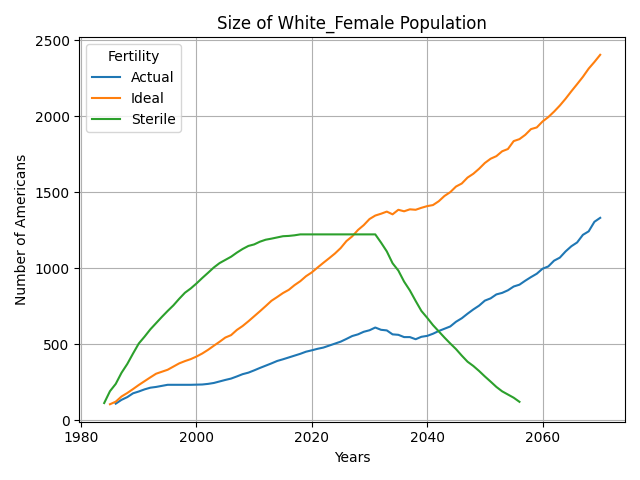 Size of White_Female Population
Number of Americans
2500
2000
1500
1000
500
0
Fertility
Actual
Ideal
Sterile
1980
2000
2020
2040
2060
Years